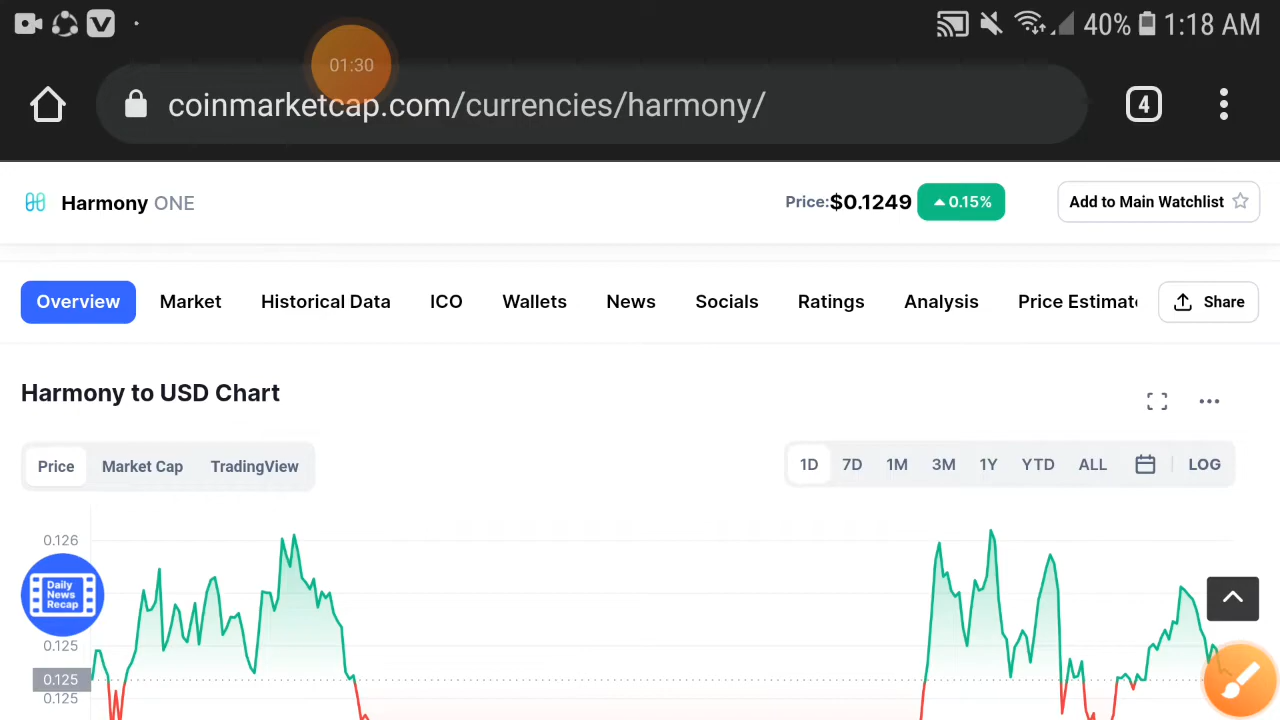 40% 1:18 AM
01:30
coinmarketcap.com/currencies/harmony/
4
Harmony ONE
Price:$0.1249 0.15%
Add to Main Watchlist
Overview Market Historical Data ICO Wallets News Socials Ratings Analysis Price Estimat Share
Harmony to USD Chart
Price Market Cap TradingView
1D 7D 1M 3M 1Y YTD ALL LOG
0.126
Daily
News
Recap
0.125
0.125
0.125